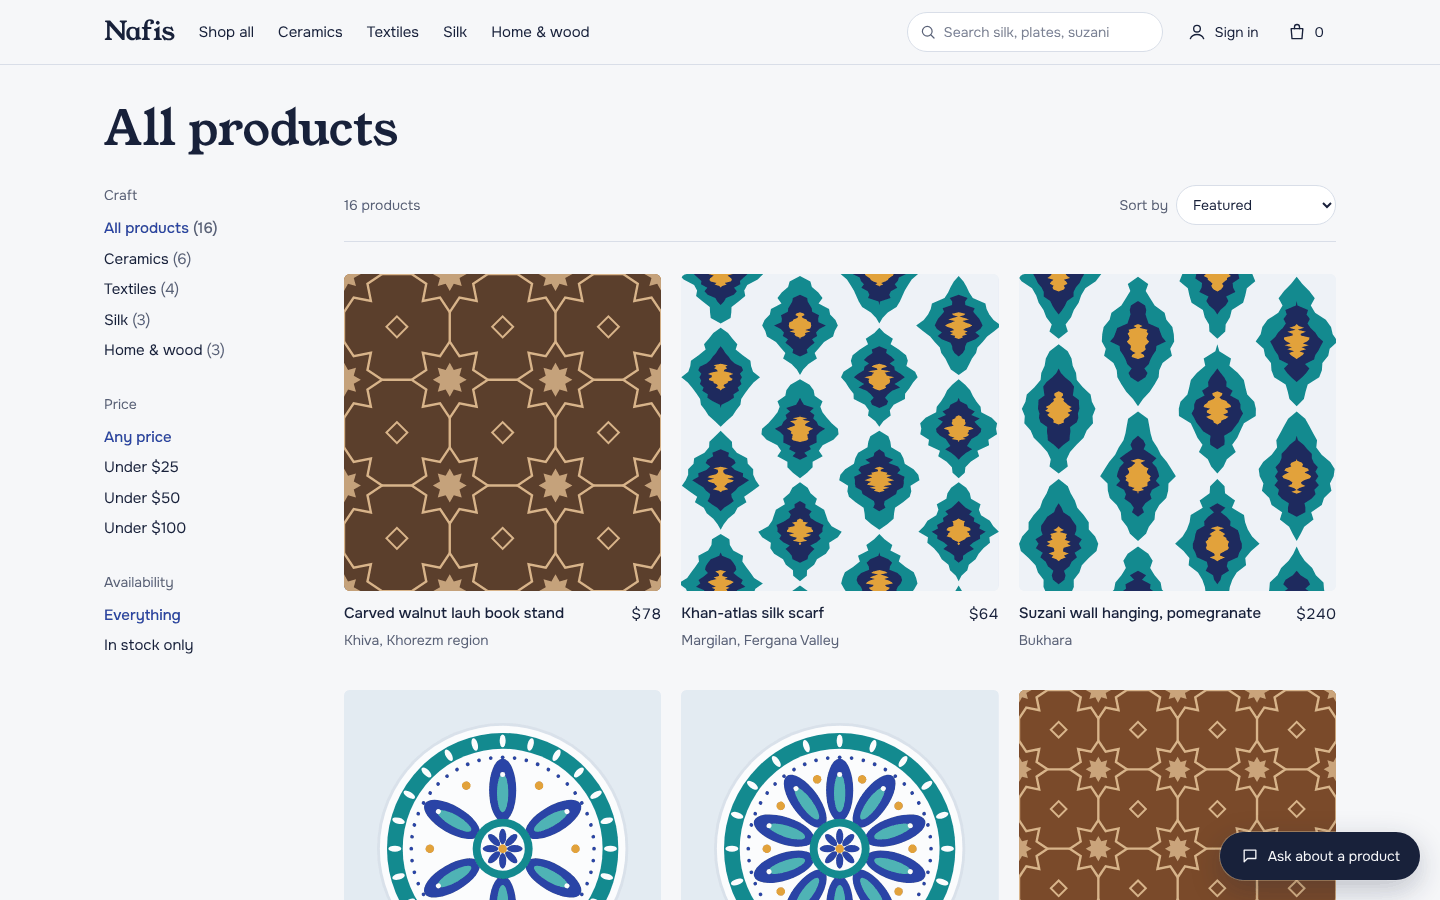 Nafis Shop all Ceramics Textiles Silk Home & wood Search silk, plates, suzani Sign in 0
All products
Craft
All products (16)
Ceramics (6)
Textiles (4)
Silk (3)
Home & wood (3)
Price
Any price
Under $25
Under $50
Under $100
Availability
Everything
In stock only
16 products Sort by Featured
Carved walnut lauh book stand $78
Khiva, Khorezm region
Khan-atlas silk scarf $64
Margilan, Fergana Valley
Suzani wall hanging, pomegranate $240
Bukhara
Ask about a product